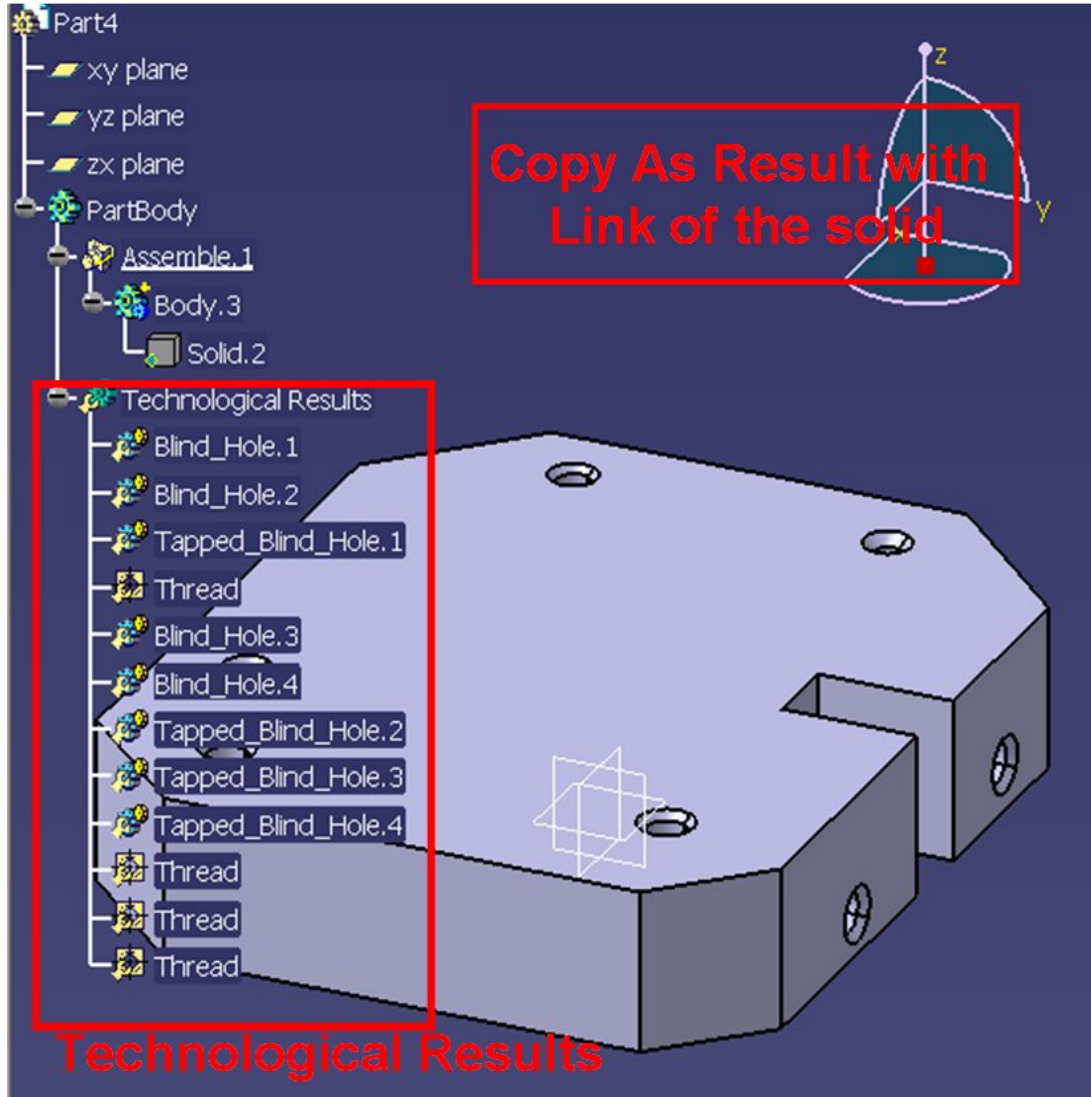 Part4
xy plane
yz plane
zx plane
PartBody
Assemble.1
Body.3
Solid.2
Technological Results
Blind_Hole.1
Blind_Hole.2
Tapped_Blind_Hole.1
Thread
Blind_Hole.3
Blind_Hole.4
Tapped_Blind_Hole.2
Tapped_Blind_Hole.3
Tapped_Blind_Hole.4
Thread
Thread
Thread
Technological Results
Copy As Result with
Link of the solid
z
y
x